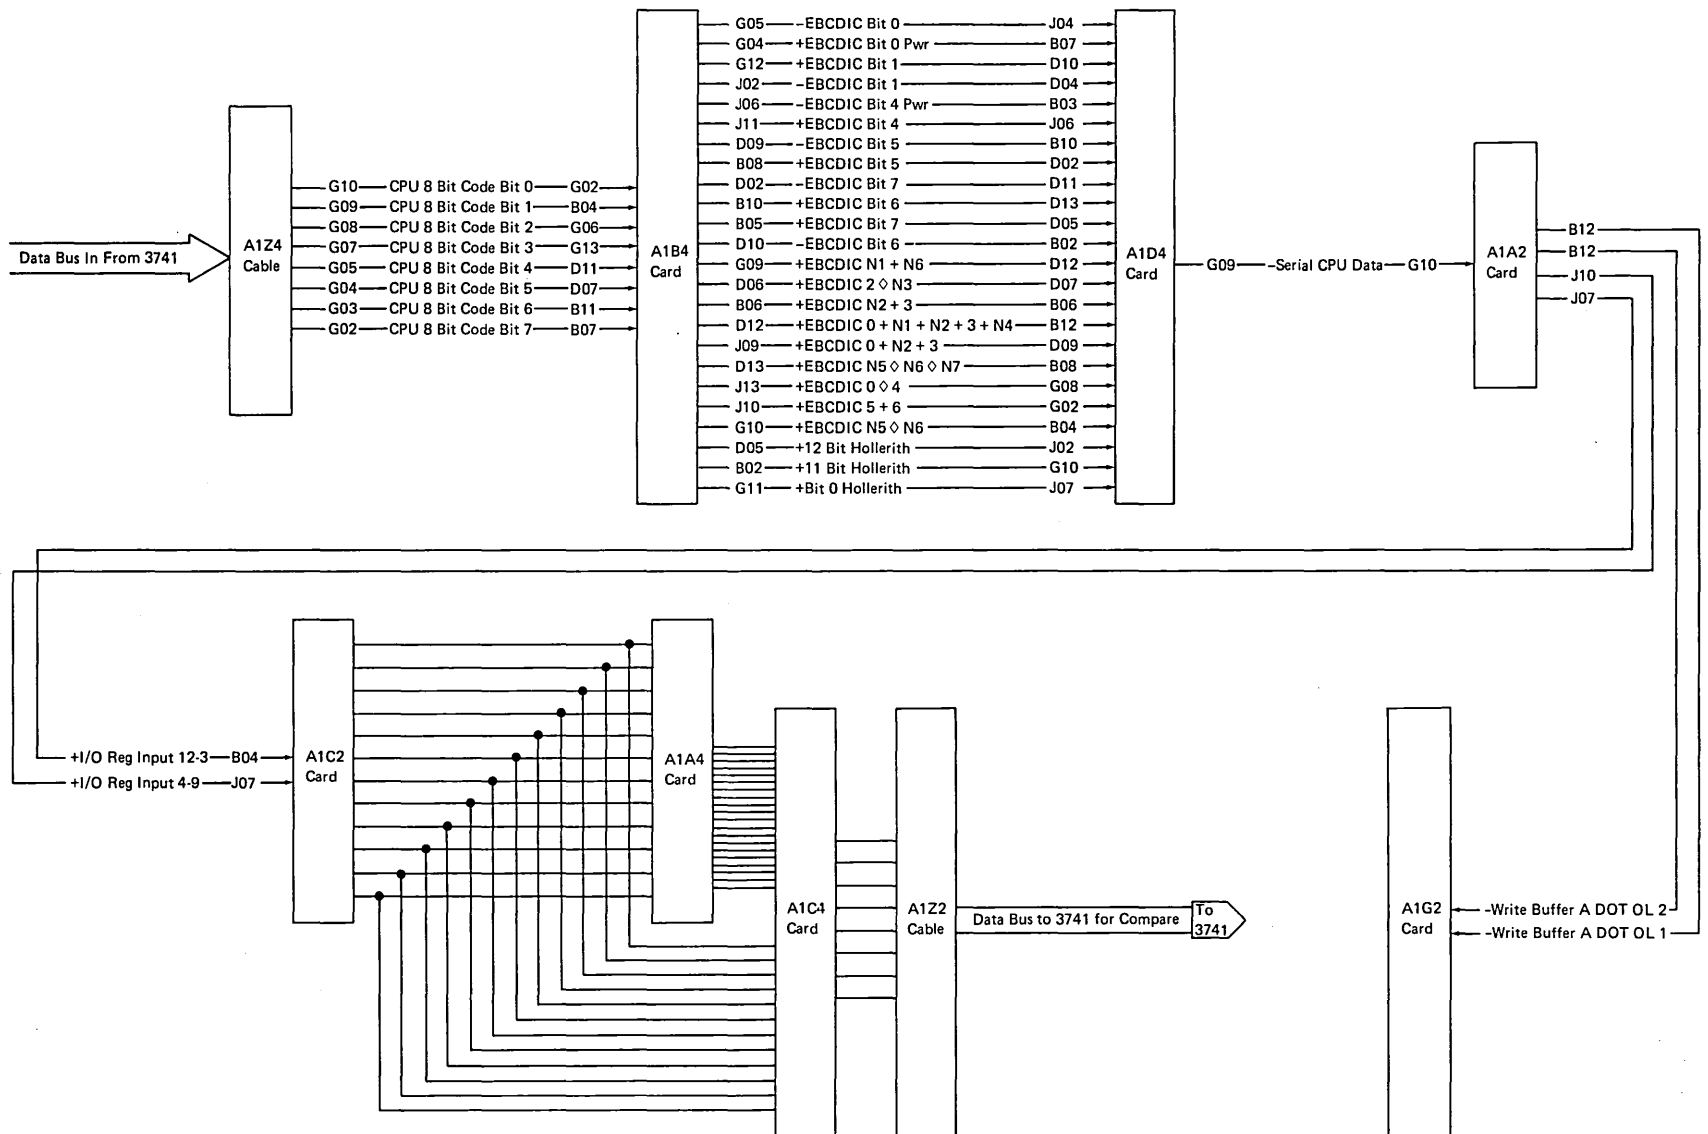 Data Bus In From 3741
A1Z4
Cable
G10 CPU 8 Bit Code Bit 0 G02
G09 CPU 8 Bit Code Bit 1 B04
G08 CPU 8 Bit Code Bit 2 G06
G07 CPU 8 Bit Code Bit 3 G13
G05 CPU 8 Bit Code Bit 4 D11
G04 CPU 8 Bit Code Bit 5 D07
G03 CPU 8 Bit Code Bit 6 B11
G02 CPU 8 Bit Code Bit 7 B07
A1B4
Card
G05 -EBCDIC Bit 0 J04
G04 +EBCDIC Bit 0 Pwr B07
G12 +EBCDIC Bit 1 D10
J02 -EBCDIC Bit 1 D04
J06 -EBCDIC Bit 4 Pwr B03
J11 +EBCDIC Bit 4 J06
D09 -EBCDIC Bit 5 B10
B08 +EBCDIC Bit 5 D02
D02 -EBCDIC Bit 7 D11
B10 +EBCDIC Bit 6 D13
B05 +EBCDIC Bit 7 D05
D10 -EBCDIC Bit 6 B02
G09 +EBCDIC N1 + N6 D12
D06 +EBCDIC 2 ◊ N3 D07
B06 +EBCDIC N2 + 3 B06
D12 +EBCDIC 0 + N1 + N2 + 3 + N4 B12
J09 +EBCDIC 0 + N2 + 3 D09
D13 +EBCDIC N5 ◊ N6 ◊ N7 B08
J13 +EBCDIC 0 ◊ 4 G08
J10 +EBCDIC 5 + 6 G02
G10 +EBCDIC N5 ◊ N6 B04
D05 +12 Bit Hollerith J02
B02 +11 Bit Hollerith G10
G11 +Bit 0 Hollerith J07
A1D4
Card
G09 -Serial CPU Data G10
A1A2
Card
B12
B12
J10
J07
+I/O Reg Input 12-3 B04
+I/O Reg Input 4-9 J07
A1C2
Card
A1A4
Card
A1C4
Card
A1Z2
Cable
Data Bus to 3741 for Compare
To
3741
A1G2
Card
-Write Buffer A DOT OL 2
-Write Buffer A DOT OL 1